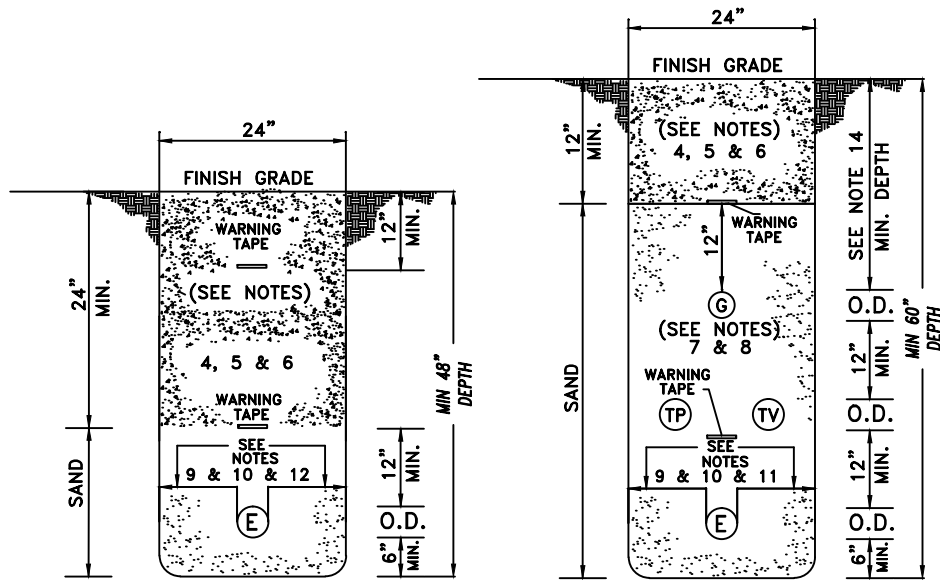 24"
FINISH GRADE
WARNING
TAPE
(SEE NOTES)
4, 5 & 6
WARNING
TAPE
SEE
NOTES
9 & 10 & 12
E
24"
MIN.
SAND
12"
MIN.
12"
MIN.
O.D.
6"
MIN.
MIN 48"
DEPTH
24"
FINISH GRADE
(SEE NOTES)
4, 5 & 6
WARNING
TAPE
12"
G
(SEE NOTES)
7 & 8
WARNING
TAPE
TP
TV
SEE
NOTES
9 & 10 & 11
E
12"
MIN.
SAND
SEE NOTE 14
MIN. DEPTH
O.D.
12"
MIN.
O.D.
12"
MIN.
O.D.
6"
MIN.
MIN 60"
DEPTH